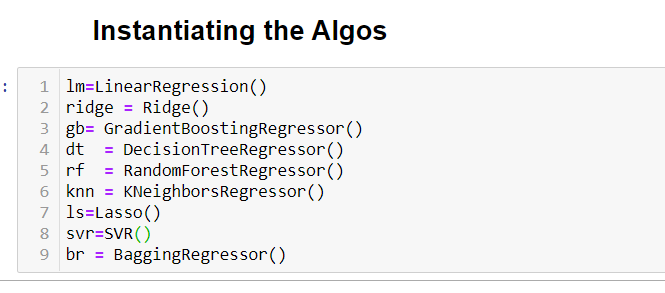 Instantiating the Algos
:
1 lm=LinearRegression()
2 ridge = Ridge()
3 gb= GradientBoostingRegressor()
4 dt  = DecisionTreeRegressor()
5 rf  = RandomForestRegressor()
6 knn = KNeighborsRegressor()
7 ls=Lasso()
8 svr=SVR()
9 br = BaggingRegressor()